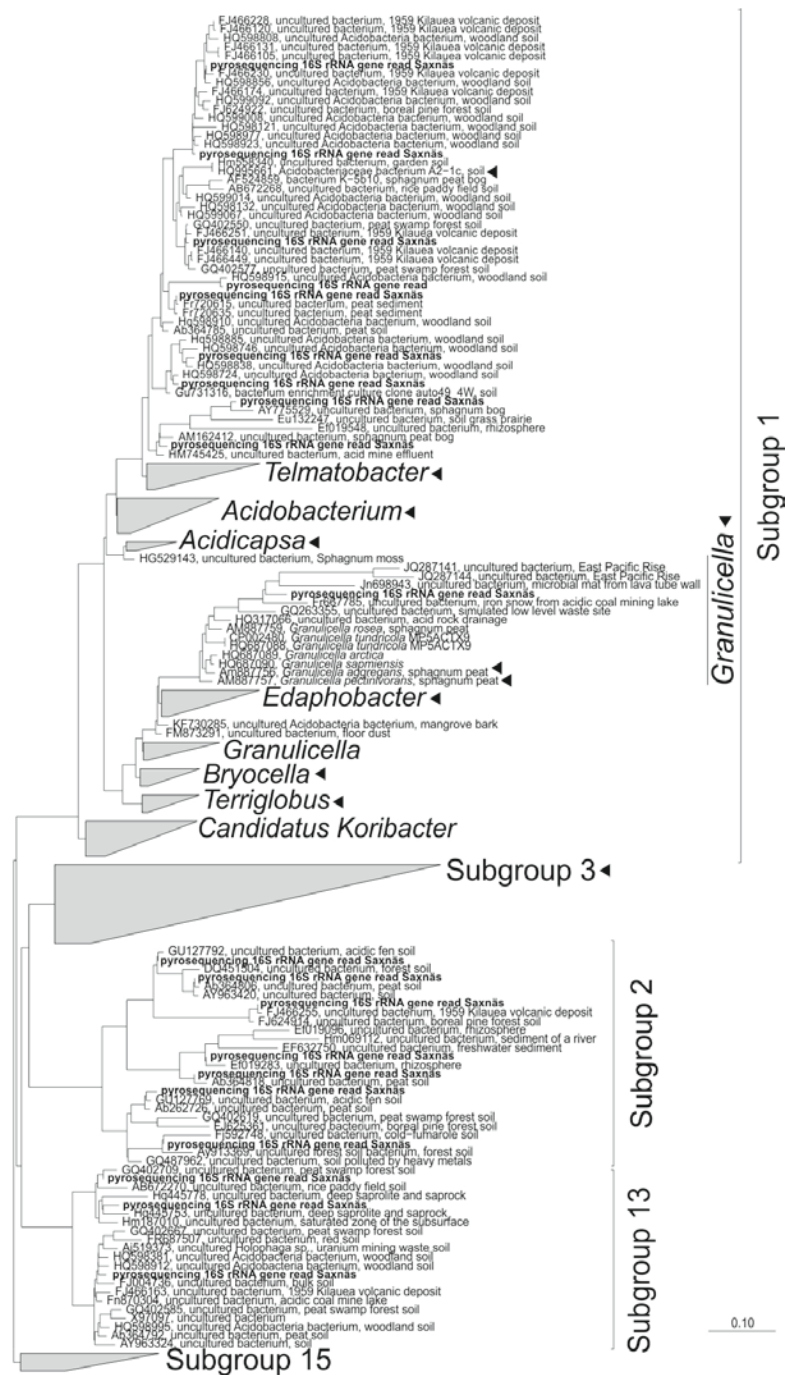 FJ466228, uncultured bacterium, 1959 Kilauea volcanic deposit
FJ466120, uncultured bacterium, 1959 Kilauea volcanic deposit
HQ598808, uncultured Acidobacteria bacterium, woodland soil
FJ466131, uncultured bacterium, 1959 Kilauea volcanic deposit
FJ466105, uncultured bacterium, 1959 Kilauea volcanic deposit
pyrosequencing 16S rRNA gene read Saxnäs
FJ466230, uncultured bacterium, 1959 Kilauea volcanic deposit
HQ598856, uncultured Acidobacteria bacterium, woodland soil
FJ466174, uncultured bacterium, 1959 Kilauea volcanic deposit
HQ599092, uncultured Acidobacteria bacterium, woodland soil
FJ624922, uncultured bacterium, boreal pine forest soil
HQ599008, uncultured Acidobacteria bacterium, woodland soil
HQ598121, uncultured Acidobacteria bacterium, woodland soil
HQ598977, uncultured Acidobacteria bacterium, woodland soil
HQ598923, uncultured Acidobacteria bacterium, woodland soil
pyrosequencing 16S rRNA gene read Saxnäs
Hm558340, uncultured bacterium, garden soil
HQ995661, Acidobacteriaceae bacterium A2-1c, soil
AF524859, bacterium K-5b10, sphagnum peat bog
AB672268, uncultured bacterium, rice paddy field soil
HQ599014, uncultured Acidobacteria bacterium, woodland soil
HQ598132, uncultured Acidobacteria bacterium, woodland soil
HQ599067, uncultured Acidobacteria bacterium, woodland soil
GQ402550, uncultured bacterium, peat swamp forest soil
FJ466251, uncultured bacterium, 1959 Kilauea volcanic deposit
pyrosequencing 16S rRNA gene read Saxnäs
FJ466140, uncultured bacterium, 1959 Kilauea volcanic deposit
FJ466449, uncultured bacterium, 1959 Kilauea volcanic deposit
GQ402577, uncultured bacterium, peat swamp forest soil
HQ598915, uncultured Acidobacteria bacterium, woodland soil
pyrosequencing 16S rRNA gene read
pyrosequencing 16S rRNA gene read Saxnäs
Fr720615, uncultured bacterium, peat sediment
Fr720635, uncultured bacterium, peat sediment
Hq598910, uncultured Acidobacteria bacterium, woodland soil
Ab364785, uncultured bacterium, peat soil
Hq598885, uncultured Acidobacteria bacterium, woodland soil
HQ598746, uncultured Acidobacteria bacterium, woodland soil
pyrosequencing 16S rRNA gene read Saxnäs
HQ598838, uncultured Acidobacteria bacterium, woodland soil
HQ598724, uncultured Acidobacteria bacterium, woodland soil
pyrosequencing 16S rRNA gene read Saxnäs
Gu731316, bacterium enrichment culture clone auto49_4W, soil
pyrosequencing 16S rRNA gene read Saxnäs
AY775529, uncultured bacterium, sphagnum bog
Eu132247, uncultured bacterium, soil grass prairie
Ef019548, uncultured bacterium, rhizosphere
AM162412, uncultured bacterium, sphagnum peat bog
pyrosequencing 16S rRNA gene read Saxnäs
HM745425, uncultured bacterium, acid mine effluent
Telmatobacter
Acidobacterium
Acidicapsa
HG529143, uncultured bacterium, Sphagnum moss
JQ287141, uncultured bacterium, East Pacific Rise
JQ287144, uncultured bacterium, East Pacific Rise
Jn698943, uncultured bacterium, microbial mat from lava tube wall
pyrosequencing 16S rRNA gene read Saxnäs
Fr667785, uncultured bacterium, iron snow from acidic coal mining lake
GQ263355, uncultured bacterium, simulated low level waste site
HQ317066, uncultured bacterium, acid rock drainage
AM887759, Granulicella rosea, sphagnum peat
CP002480, Granulicella tundricola MP5ACTX9
HQ687088, Granulicella tundricola MP5ACTX9
HQ687089, Granulicella arctica
HQ687090, Granulicella sapmiensis
Am887756, Granulicella aggregans, sphagnum peat
AM887757, Granulicella pectinivorans, sphagnum peat
Edaphobacter
KF730285, uncultured Acidobacteria bacterium, mangrove bark
FM873291, uncultured bacterium, floor dust
Granulicella
Bryocella
Terriglobus
Candidatus Koribacter
Granulicella
Subgroup 1
Subgroup 3
GU127792, uncultured bacterium, acidic fen soil
pyrosequencing 16S rRNA gene read Saxnäs
DQ451504, uncultured bacterium, forest soil
pyrosequencing 16S rRNA gene read Saxnäs
Ab364806, uncultured bacterium, peat soil
AY963420, uncultured bacterium, soil
pyrosequencing 16S rRNA gene read Saxnäs
FJ466255, uncultured bacterium, 1959 Kilauea volcanic deposit
FJ624914, uncultured bacterium, boreal pine forest soil
Ef019096, uncultured bacterium, rhizosphere
Hm069112, uncultured bacterium, sediment of a river
EF632750, uncultured bacterium, freshwater sediment
pyrosequencing 16S rRNA gene read Saxnäs
Ef019283, uncultured bacterium, rhizosphere
pyrosequencing 16S rRNA gene read Saxnäs
Ab364818, uncultured bacterium, peat soil
pyrosequencing 16S rRNA gene read Saxnäs
GU127769, uncultured bacterium, acidic fen soil
Ab262726, uncultured bacterium, peat soil
GQ402619, uncultured bacterium, peat swamp forest soil
FJ625361, uncultured bacterium, boreal pine forest soil
Fj592748, uncultured bacterium, cold-fumarole soil
pyrosequencing 16S rRNA gene read Saxnäs
Ay913369, uncultured forest soil bacterium, forest soil
GQ487962, uncultured bacterium, soil polluted by heavy metals
Subgroup 2
GQ402709, uncultured bacterium, peat swamp forest soil
pyrosequencing 16S rRNA gene read Saxnäs
AB672270, uncultured bacterium, rice paddy field soil
Hq445778, uncultured bacterium, deep saprolite and saprock
pyrosequencing 16S rRNA gene read Saxnäs
Hq445753, uncultured bacterium, deep saprolite and saprock
Hm187010, uncultured bacterium, saturated zone of the subsurface
GQ402667, uncultured bacterium, peat swamp forest soil
FR687507, uncultured bacterium, red soil
Aj519373, uncultured Holophaga sp., uranium mining waste soil
HQ598381, uncultured Acidobacteria bacterium, woodland soil
HQ598912, uncultured Acidobacteria bacterium, woodland soil
pyrosequencing 16S rRNA gene read Saxnäs
FJ004736, uncultured bacterium, bulk soil
FJ466163, uncultured bacterium, 1959 Kilauea volcanic deposit
Fn870304, uncultured bacterium, acidic coal mine lake
GQ402585, uncultured bacterium, peat swamp forest soil
X97097, uncultured bacterium
HQ598995, uncultured Acidobacteria bacterium, woodland soil
Ab364792, uncultured bacterium, peat soil
AY963324, uncultured bacterium, soil
Subgroup 13
Subgroup 15
0.10